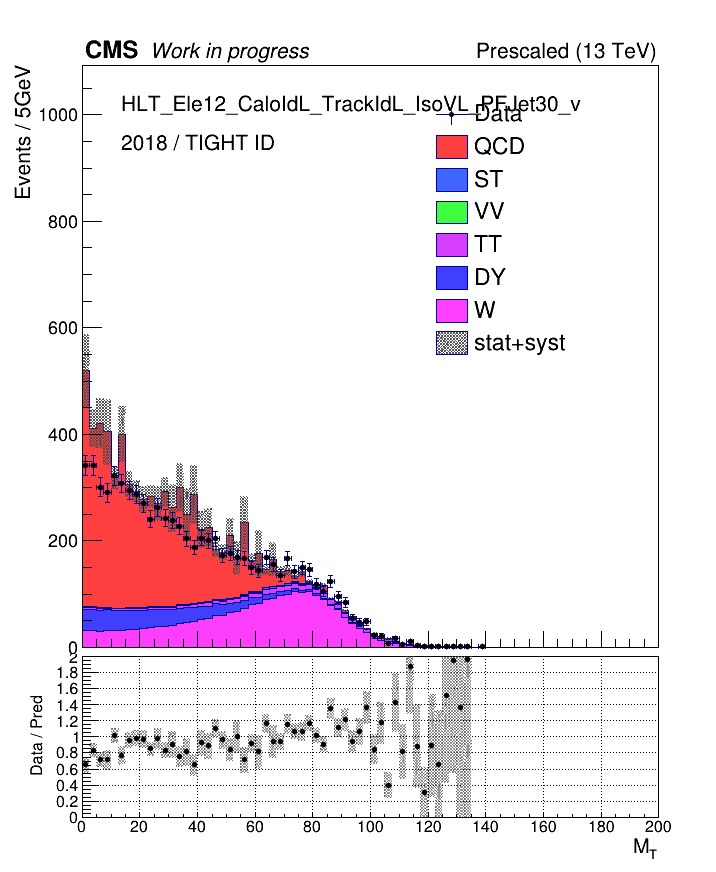 CMS Work in progress Prescaled (13 TeV)
Events / 5GeV
HLT_Ele12_CaloIdL_TrackIdL_IsoVL_PFJet30_v
2018 / TIGHT ID
Data
QCD
ST
VV
TT
DY
W
stat+syst
1000
800
600
400
200
0
Data / Pred
2
1.8
1.6
1.4
1.2
1
0.8
0.6
0.4
0.2
0
0 20 40 60 80 100 120 140 160 180 200
M_T